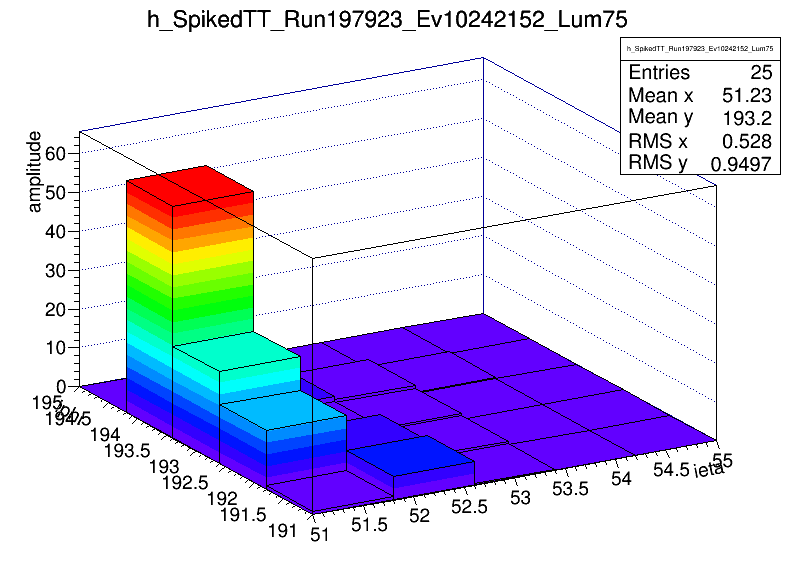 h_SpikedTT_Run197923_Ev10242152_Lum75
h_SpikedTT_Run197923_Ev10242152_Lum75
Entries 25
Mean x 51.23
Mean y 193.2
RMS x 0.528
RMS y 0.9497
amplitude
60
50
40
30
20
10
0
195
194.5
194
193.5
193
192.5
192
191.5
191
51
51.5
52
52.5
53
53.5
54
54.5
55
ieta